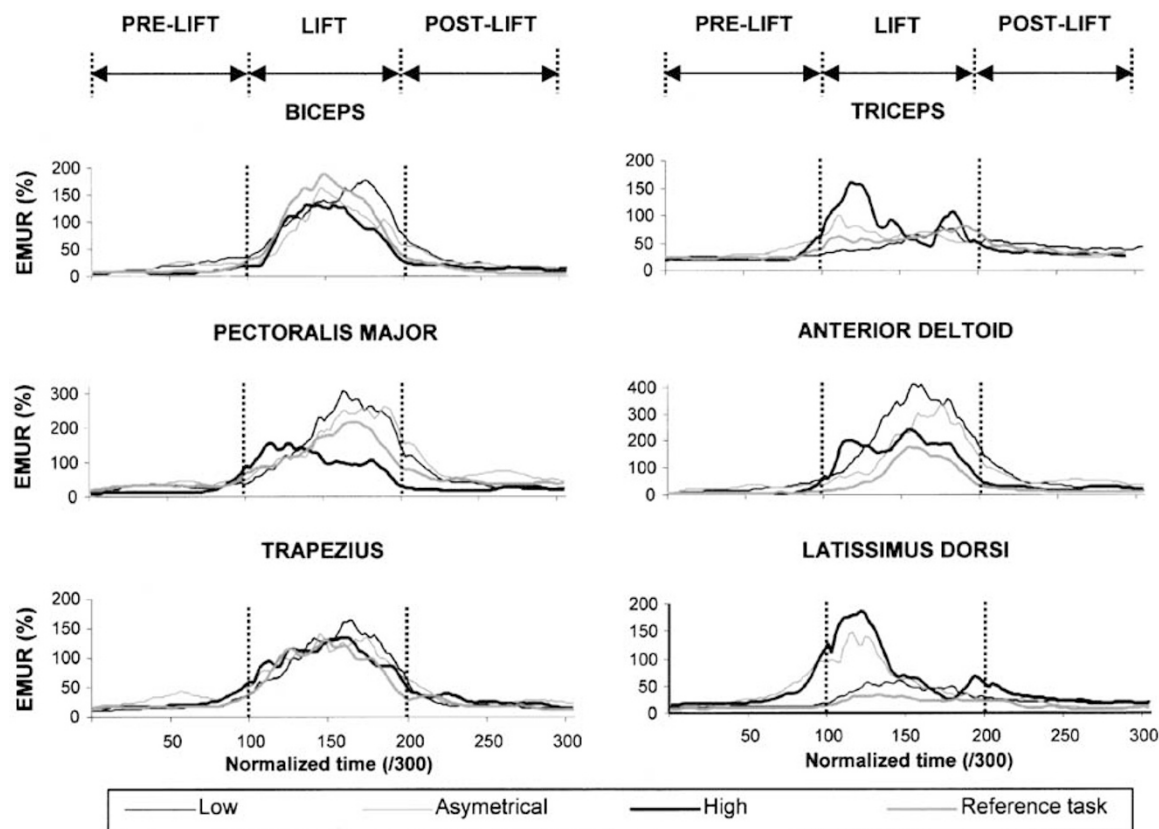 PRE-LIFT LIFT POST-LIFT PRE-LIFT LIFT POST-LIFT
BICEPS TRICEPS
EMUR (%)
200
150
100
50
0
200
150
100
50
0
PECTORALIS MAJOR ANTERIOR DELTOID
EMUR (%)
300
200
100
0
400
300
200
100
0
TRAPEZIUS LATISSIMUS DORSI
EMUR (%)
200
150
100
50
0
200
150
100
50
0
50 100 150 200 250 300 50 100 150 200 250 300
Normalized time (/300) Normalized time (/300)
Low Asymetrical High Reference task